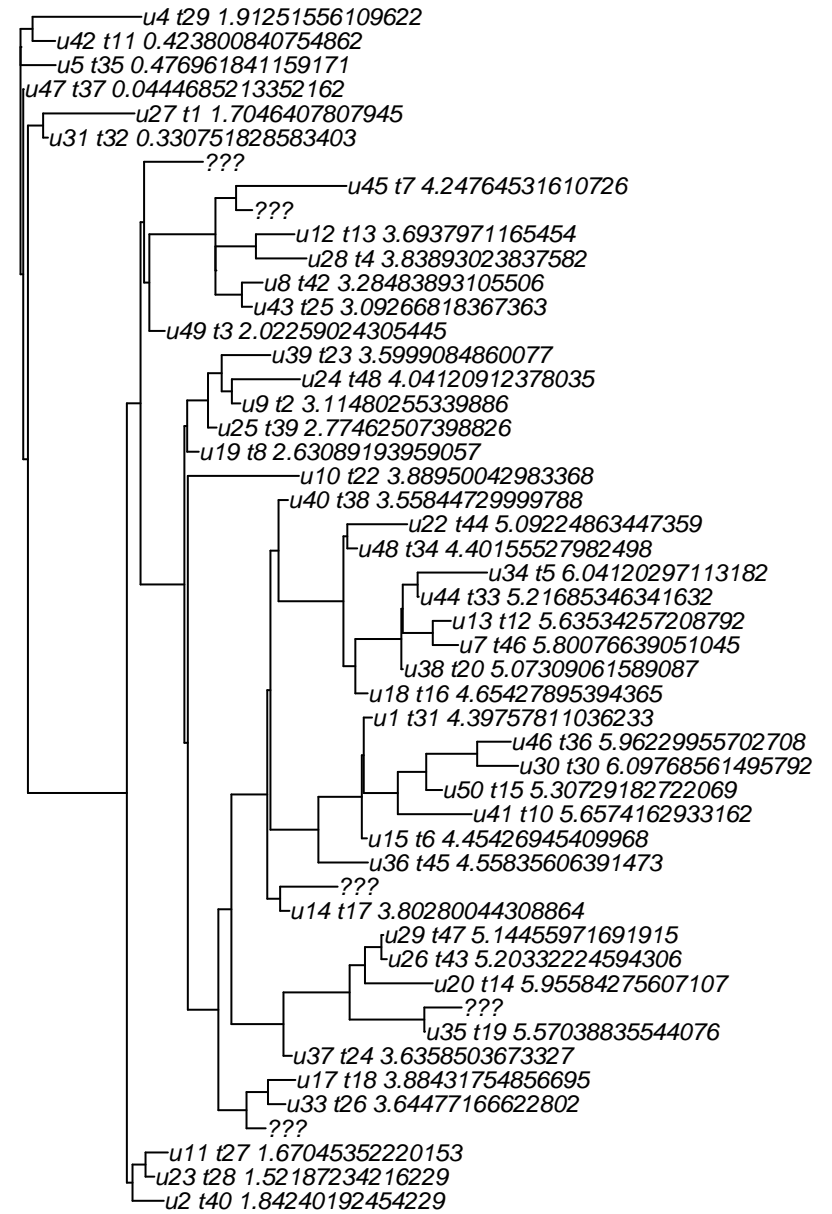 u4 t29 1.91251556109622
u42 t11 0.423800840754862
u5 t35 0.476961841159171
u47 t37 0.0444685213352162
u27 t1 1.7046407807945
u31 t32 0.330751828583403
???
u45 t7 4.24764531610726
???
u12 t13 3.6937971165454
u28 t4 3.83893023837582
u8 t42 3.28483893105506
u43 t25 3.09266818367363
u49 t3 2.02259024305445
u39 t23 3.5999084860077
u24 t48 4.04120912378035
u9 t2 3.11480255339886
u25 t39 2.77462507398826
u19 t8 2.63089193959057
u10 t22 3.88950042983368
u40 t38 3.55844729999788
u22 t44 5.09224863447359
u48 t34 4.40155527982498
u34 t5 6.04120297113182
u44 t33 5.21685346341632
u13 t12 5.63534257208792
u7 t46 5.80076639051045
u38 t20 5.07309061589087
u18 t16 4.65427895394365
u1 t31 4.39757811036233
u46 t36 5.96229955702708
u30 t30 6.09768561495792
u50 t15 5.30729182722069
u41 t10 5.6574162933162
u15 t6 4.45426945409968
u36 t45 4.55835606391473
???
u14 t17 3.80280044308864
u29 t47 5.14455971691915
u26 t43 5.20332224594306
u20 t14 5.95584275607107
???
u35 t19 5.57038835544076
u37 t24 3.6358503673327
u17 t18 3.88431754856695
u33 t26 3.64477166622802
???
u11 t27 1.67045352220153
u23 t28 1.52187234216229
u2 t40 1.84240192454229